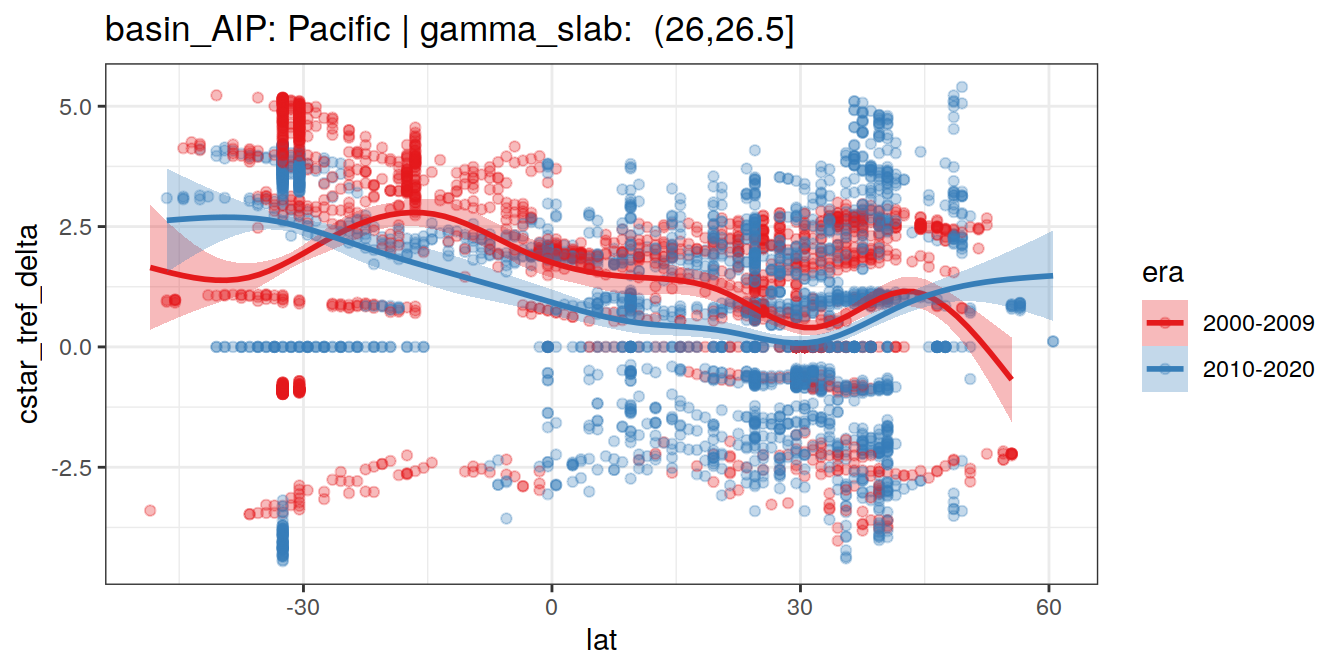 basin_AIP: Pacific | gamma_slab:  (26,26.5]
cstar_tref_delta
5.0
2.5
0.0
-2.5
-30
0
30
60
lat
era
2000-2009
2010-2020